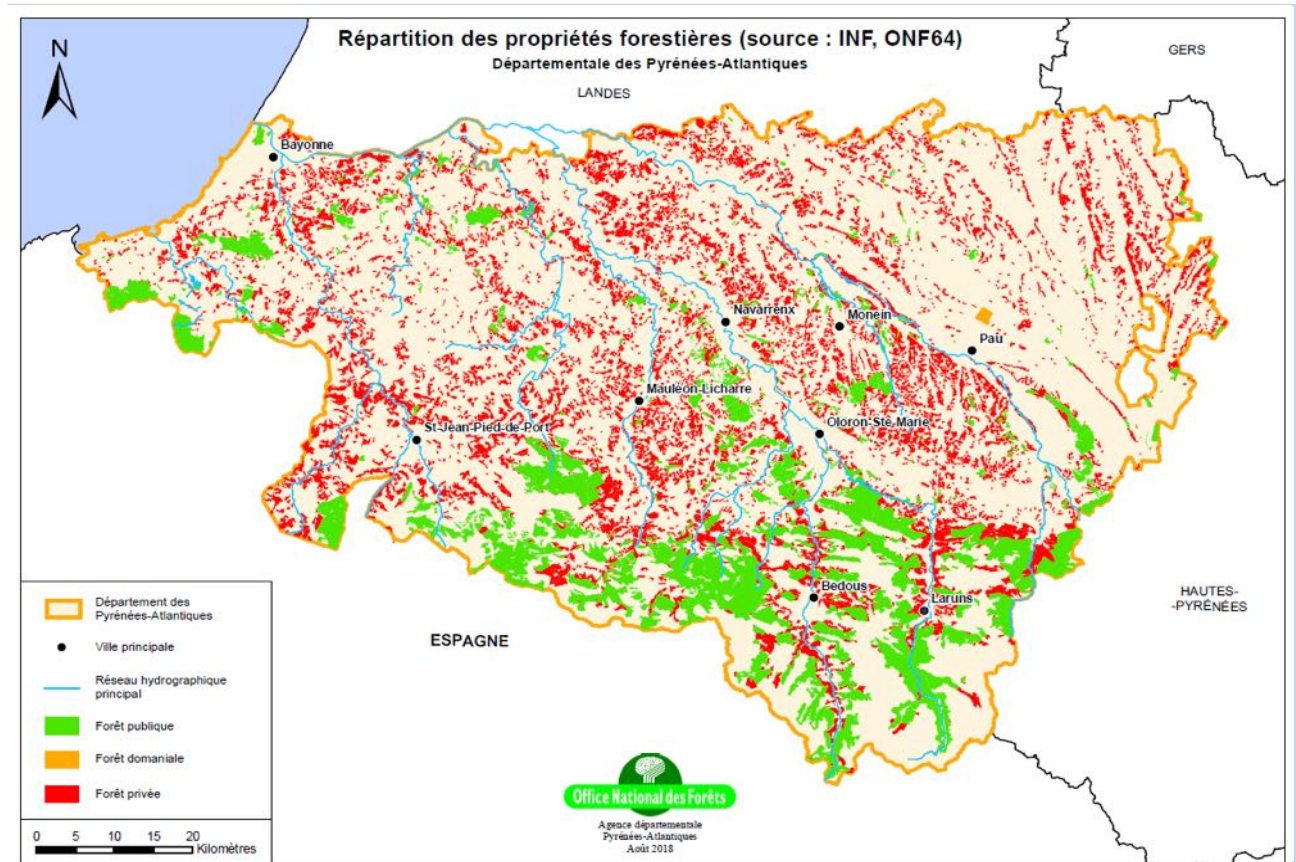 N
Répartition des propriétés forestières (source : INF, ONF64)
Départementale des Pyrénées-Atlantiques
GERS
LANDES
Bayonne
Navarrenx
Monein
Pau
Mauléon-Licharre
Oloron-Ste-Marie
St-Jean-Pied-de-Port
Bedous
Laruns
HAUTES-
-PYRÉNÉES
ESPAGNE
Département des
Pyrénées-Atlantiques
Ville principale
Réseau hydrographique
principal
Forêt publique
Forêt domaniale
Forêt privée
0 5 10 15 20
Kilomètres
Office National des Forêts
Agence départementale
Pyrénées-Atlantiques
Août 2018